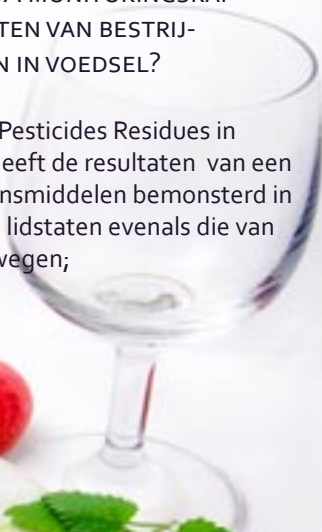 TEN VAN BESTRIJ-
IN VOEDSEL?
Pesticides Residues in
eeft de resultaten van een
nsmiddelen bemonsterd in
lidstaten evenals die van
wegen;